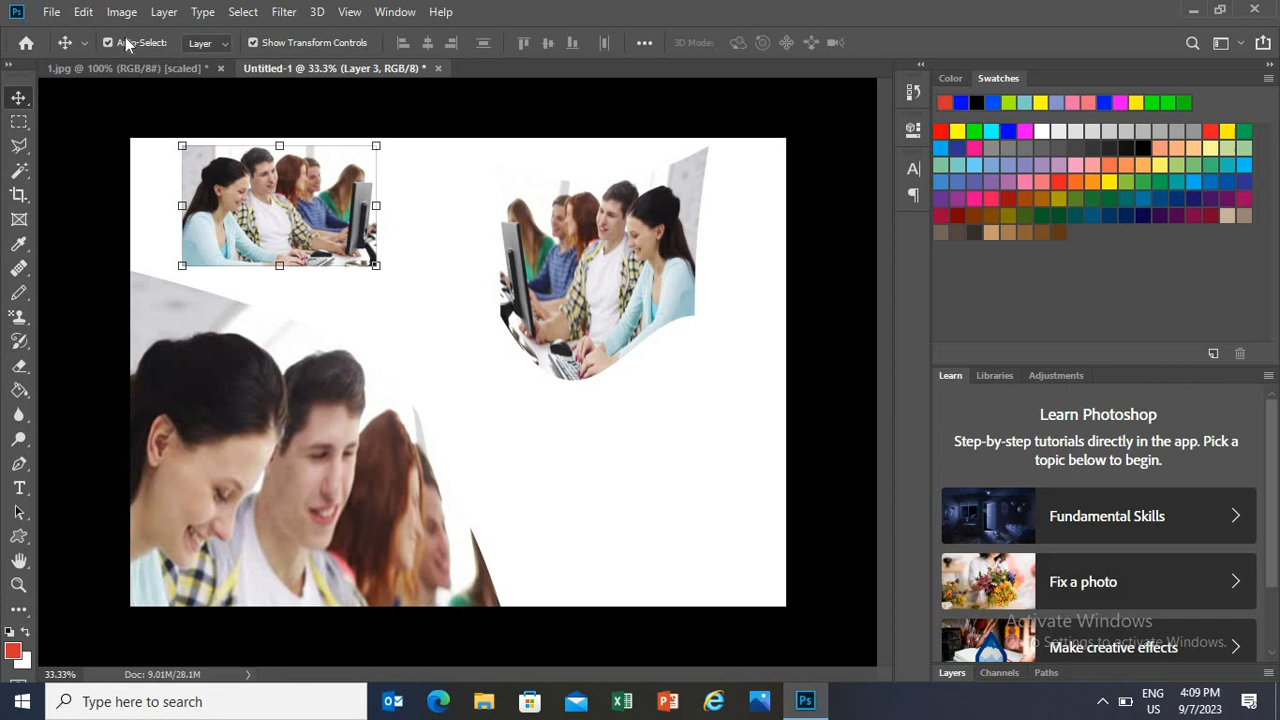 Ps File Edit Image Layer Type Select Filter 3D View Window Help
Auto-Select: Layer Show Transform Controls 3D Mode:
1.jpg @ 100% (RGB/8#) [scaled] * × Untitled-1 @ 33.3% (Layer 3, RGB/8) * ×
Color Swatches
Learn Libraries Adjustments
Learn Photoshop
Step-by-step tutorials directly in the app. Pick a
topic below to begin.
Fundamental Skills
Fix a photo
Activate Windows
to Settings to activate Windows.
Make creative effects
Layers Channels Paths
33.33% Doc: 9.01M/28.1M
Type here to search
Ps
ENG
US
4:09 PM
9/7/2023